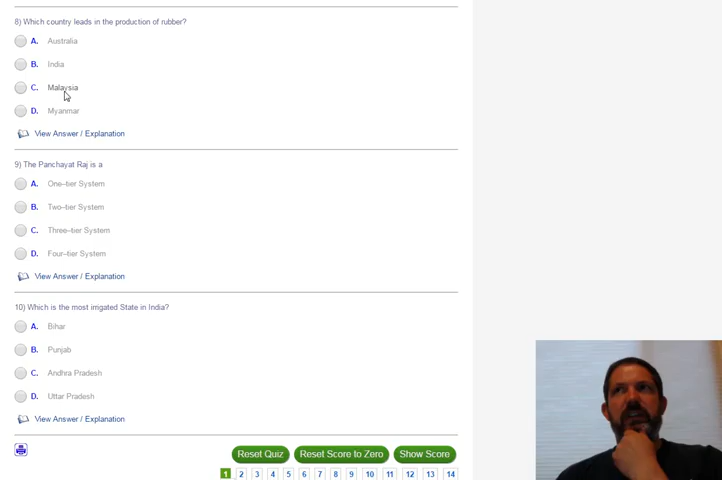 8) Which country leads in the production of rubber?
A. Australia
B. India
C. Malaysia
D. Myanmar
View Answer / Explanation
9) The Panchayat Raj is a
A. One–tier System
B. Two–tier System
C. Three–tier System
D. Four–tier System
View Answer / Explanation
10) Which is the most irrigated State in India?
A. Bihar
B. Punjab
C. Andhra Pradesh
D. Uttar Pradesh
View Answer / Explanation
Reset Quiz Reset Score to Zero Show Score
1 2 3 4 5 6 7 8 9 10 11 12 13 14